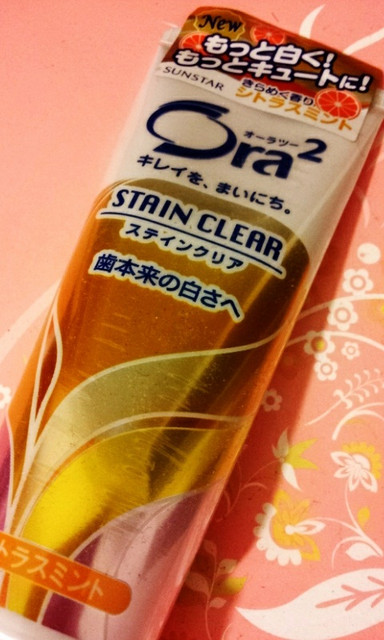 New
もっと白く!
もっとキュートに!
SUNSTAR
きらめく香り
シトラスミント
オーラツー
Ora²
キレイを、まいにち。
STAIN CLEAR
ステインクリア
歯本来の白さへ
トラスミント